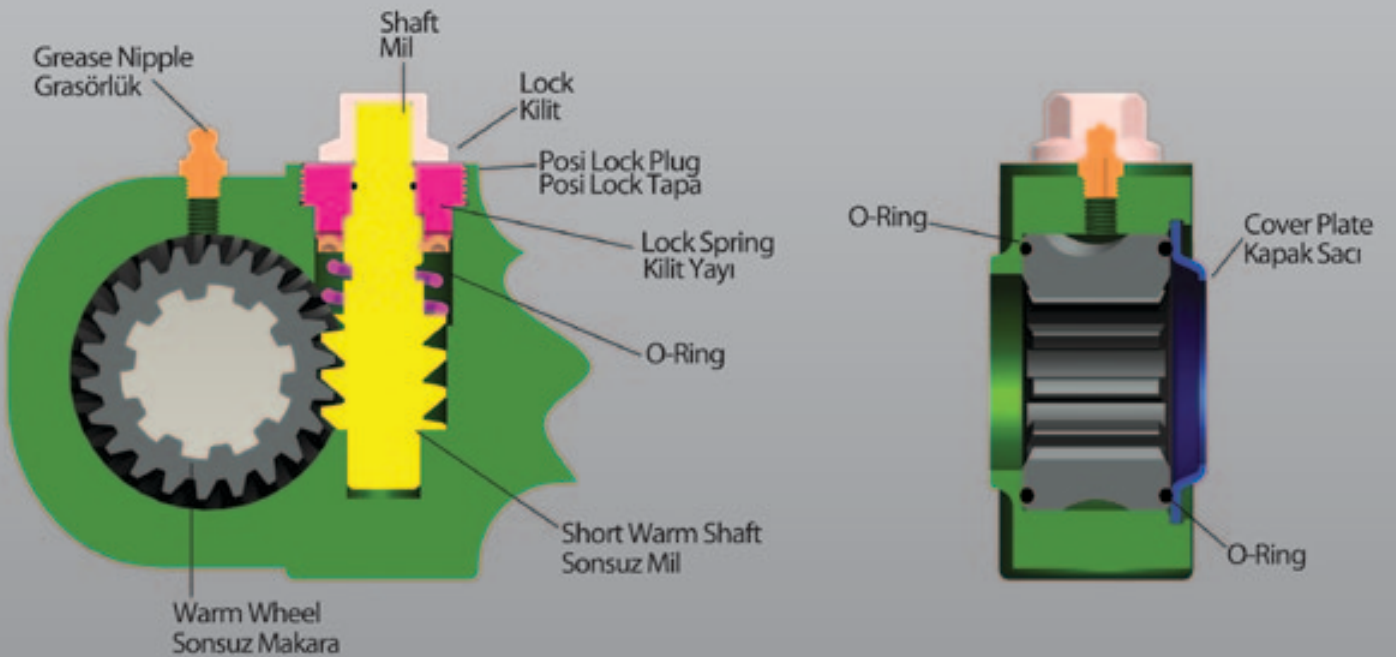 Shaft
Mil
Grease Nipple
Grasörlük
Lock
Kilit
Posi Lock Plug
Posi Lock Tapa
Lock Spring
Kilit Yayı
O-Ring
Short Warm Shaft
Sonsuz Mil
Warm Wheel
Sonsuz Makara
O-Ring
Cover Plate
Kapak Sacı
O-Ring